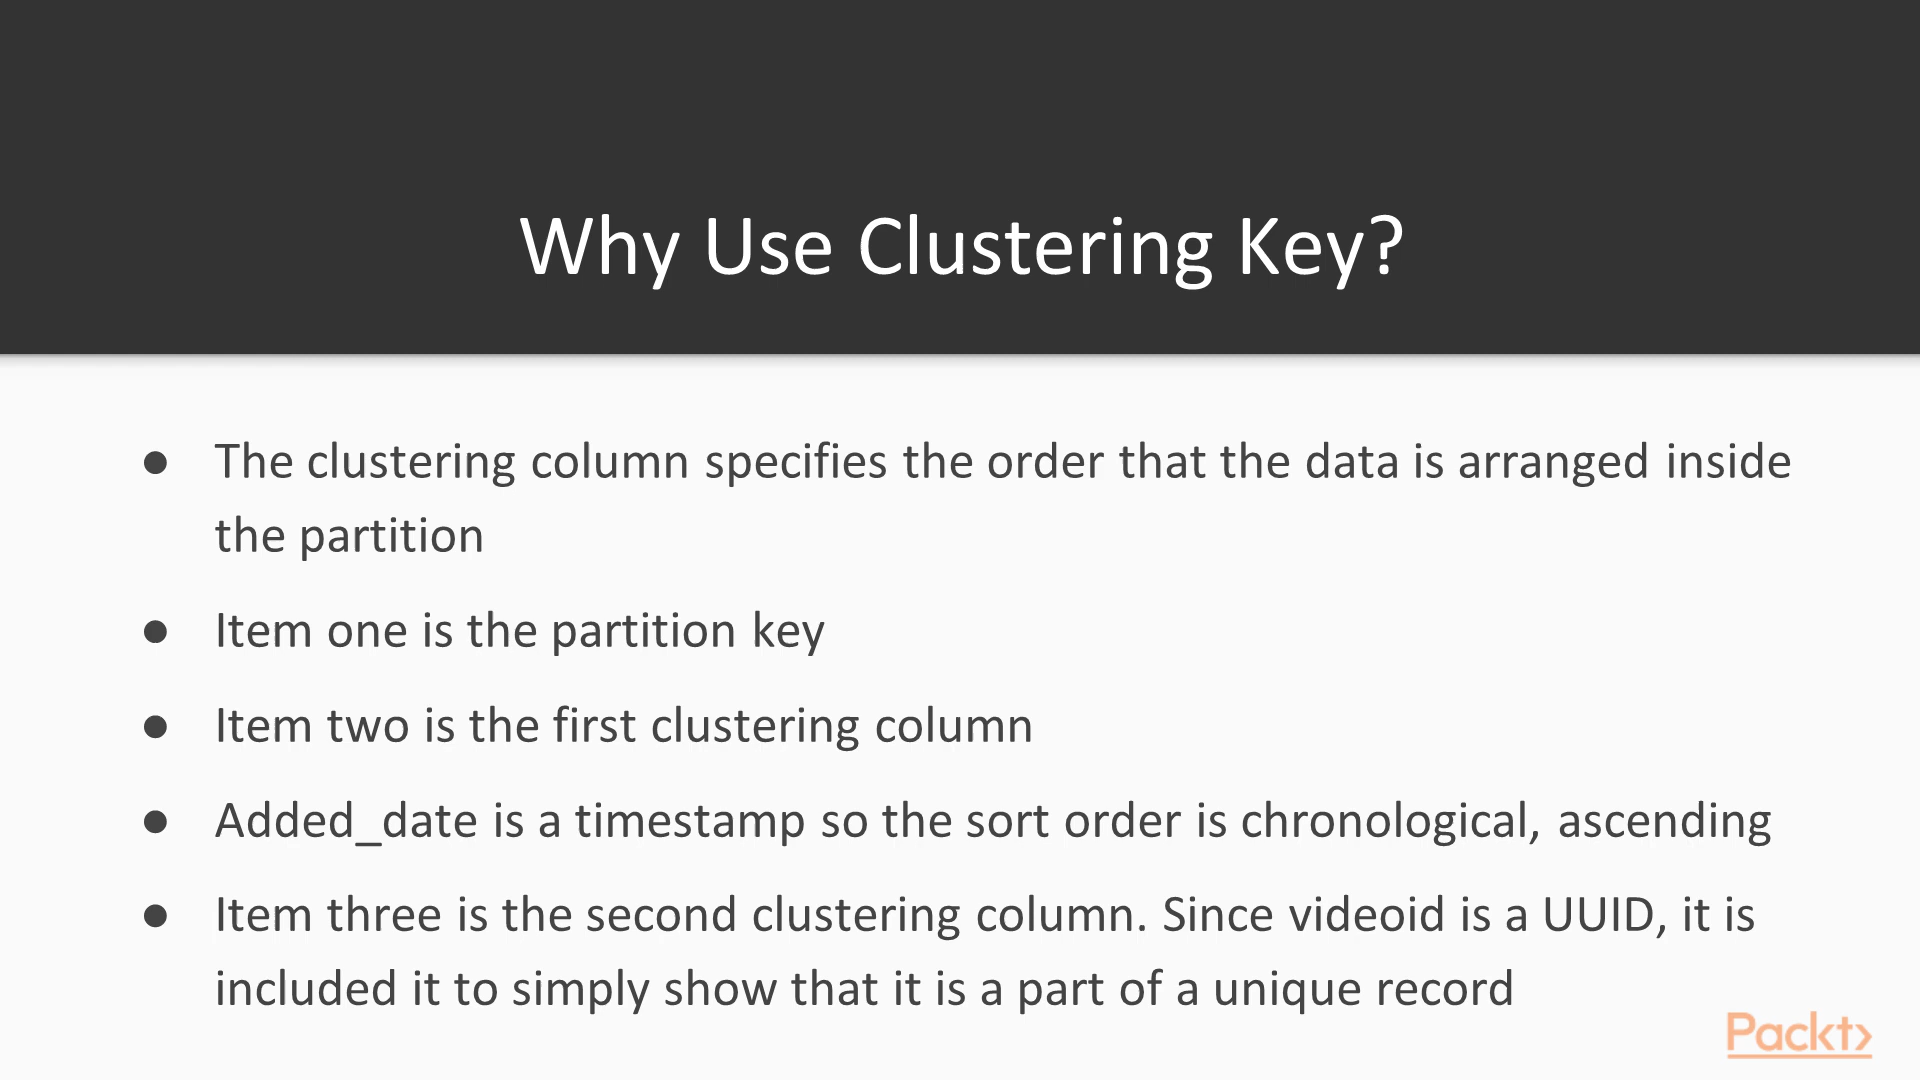 Why Use Clustering Key?
● The clustering column specifies the order that the data is arranged inside
the partition
● Item one is the partition key
● Item two is the first clustering column
● Added_date is a timestamp so the sort order is chronological, ascending
● Item three is the second clustering column. Since videoid is a UUID, it is
included it to simply show that it is a part of a unique record
Packt>